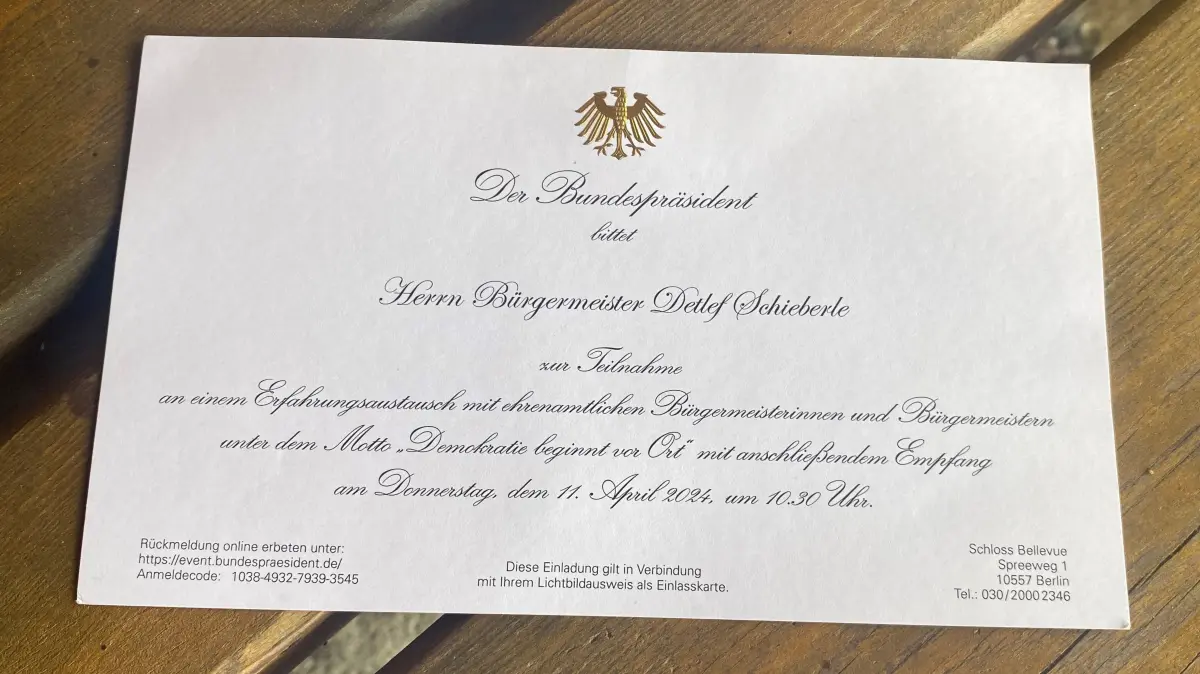 Der Bundespräsident
bittet
Herrn Bürgermeister Detlef Schieberle
zur Teilnahme
an einem Erfahrungsaustausch mit ehrenamtlichen Bürgermeisterinnen und Bürgermeistern
unter dem Motto „Demokratie beginnt vor Ort“ mit anschließendem Empfang
am Donnerstag, dem 11. April 2024, um 10.30 Uhr.
Rückmeldung online erbeten unter:
https://event.bundespraesident.de/
Anmeldecode: 1038-4932-7939-3545
Diese Einladung gilt in Verbindung
mit Ihrem Lichtbildausweis als Einlasskarte.
Schloss Bellevue
Spreeweg 1
10557 Berlin
Tel.: 030/20002346